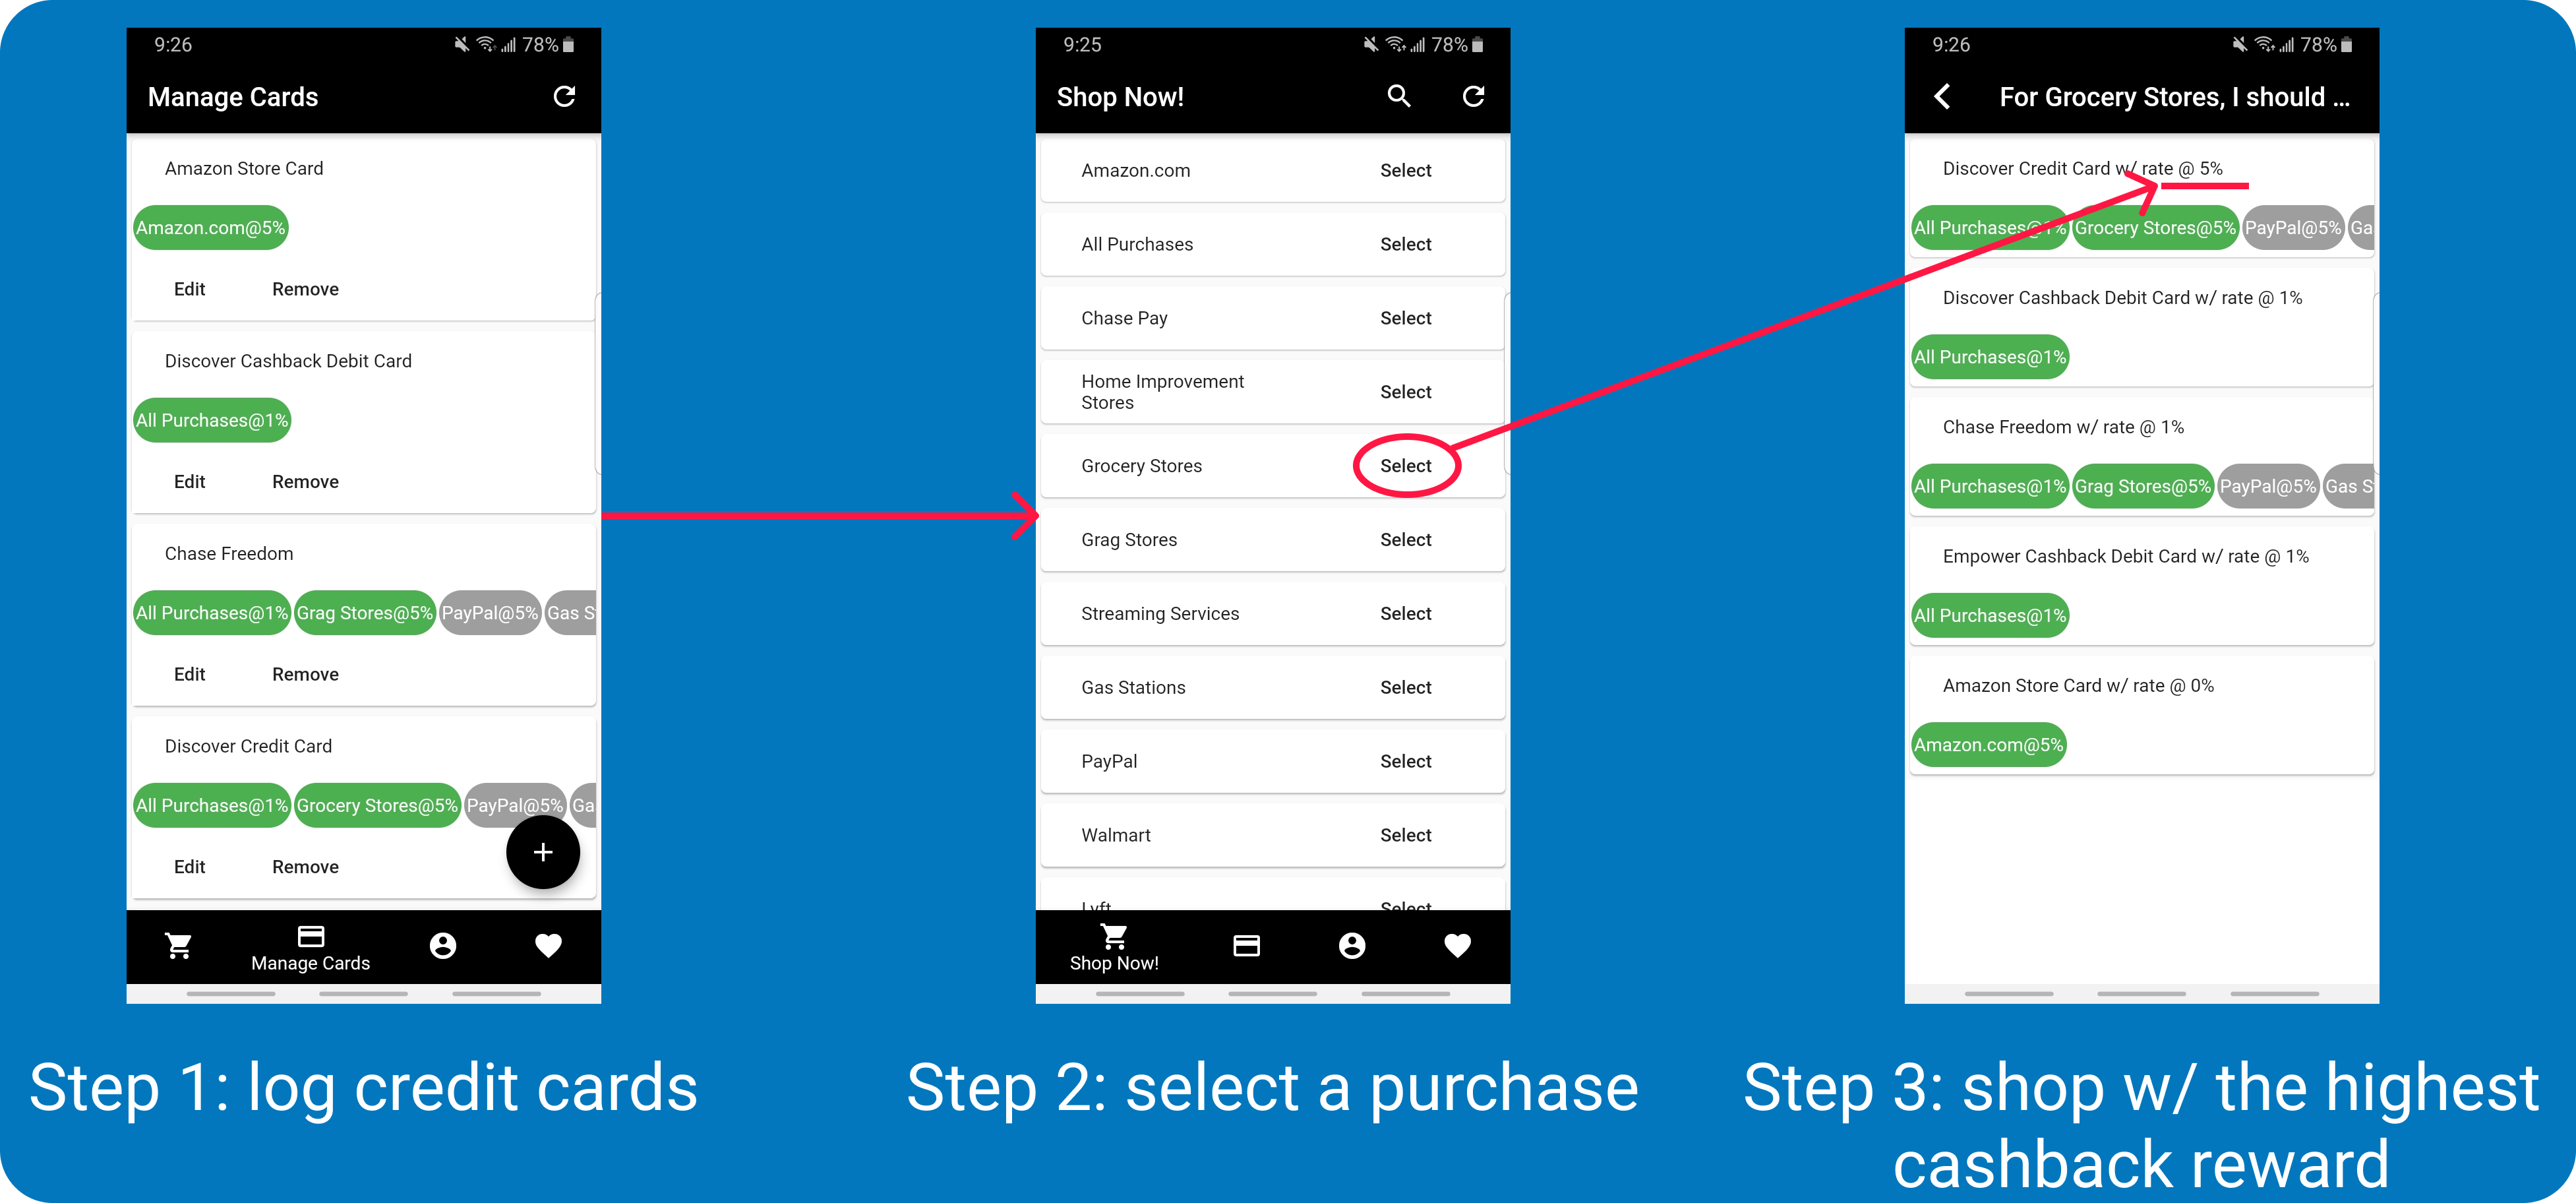 9:26
78%
Manage Cards
Amazon Store Card
Amazon.com@5%
Edit Remove
Discover Cashback Debit Card
All Purchases@1%
Edit Remove
Chase Freedom
All Purchases@1% Grag Stores@5% PayPal@5% Gas S
Edit Remove
Discover Credit Card
All Purchases@1% Grocery Stores@5% PayPal@5% Ga
Edit Remove
+
Manage Cards
Step 1: log credit cards
9:25
78%
Shop Now!
Amazon.com Select
All Purchases Select
Chase Pay Select
Home Improvement
Stores Select
Grocery Stores Select
Grag Stores Select
Streaming Services Select
Gas Stations Select
PayPal Select
Walmart Select
Lyft Select
Shop Now!
Step 2: select a purchase
9:26
78%
For Grocery Stores, I should ...
Discover Credit Card w/ rate @ 5%
All Purchases@1% Grocery Stores@5% PayPal@5% Ga
Discover Cashback Debit Card w/ rate @ 1%
All Purchases@1%
Chase Freedom w/ rate @ 1%
All Purchases@1% Grag Stores@5% PayPal@5% Gas S
Empower Cashback Debit Card w/ rate @ 1%
All Purchases@1%
Amazon Store Card w/ rate @ 0%
Amazon.com@5%
Step 3: shop w/ the highest
cashback reward